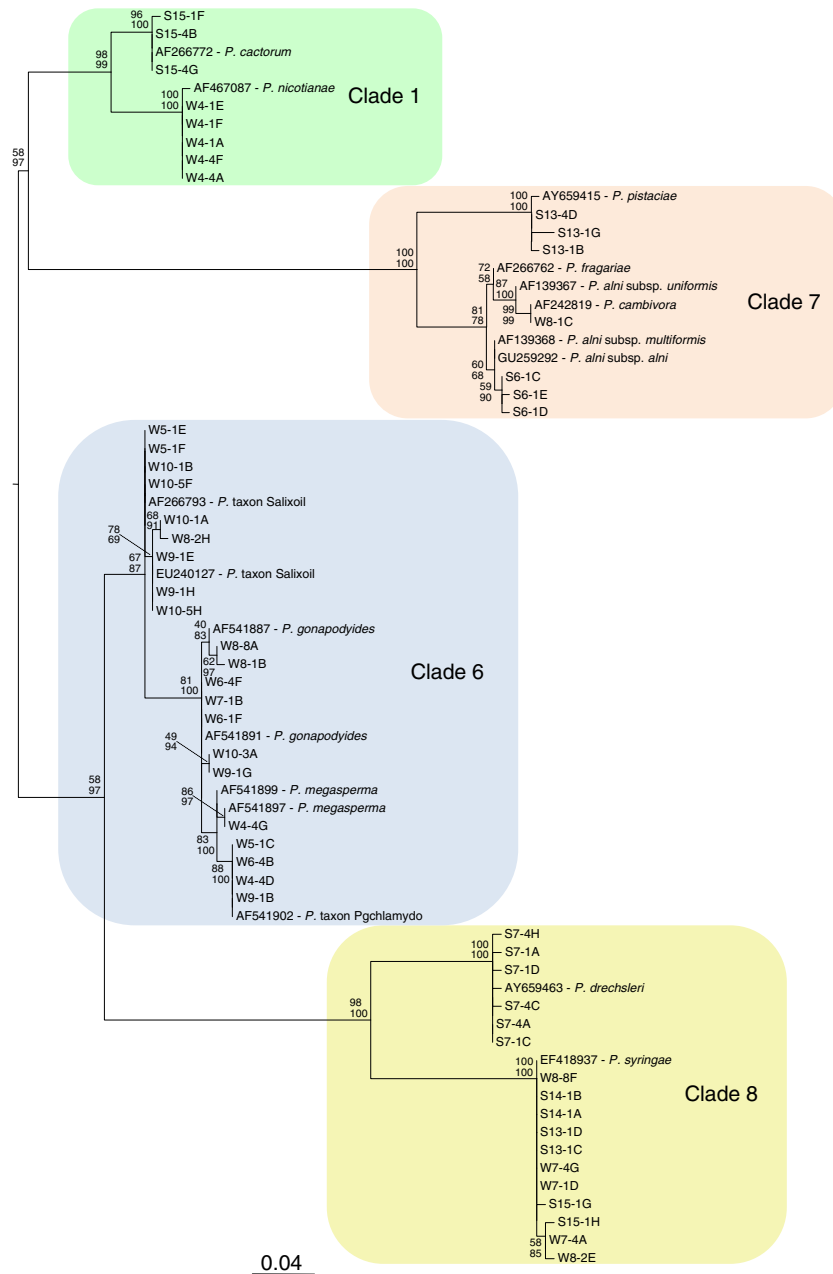 96
100
S15-1F
S15-4B
AF266772 - P. cactorum
S15-4G
98
99
AF467087 - P. nicotianae
100
100
W4-1E
W4-1F
W4-1A
W4-4F
W4-4A
Clade 1
58
97
100
100
AY659415 - P. pistaciae
S13-4D
S13-1G
S13-1B
100
100
72
58
AF266762 - P. fragariae
87
100
AF139367 - P. alni subsp. uniformis
AF242819 - P. cambivora
99
99
W8-1C
81
78
AF139368 - P. alni subsp. multiformis
GU259292 - P. alni subsp. alni
60
68
S6-1C
59
90
S6-1E
S6-1D
Clade 7
W5-1E
W5-1F
W10-1B
W10-5F
AF266793 - P. taxon Salixoil
68
91
W10-1A
W8-2H
78
69
W9-1E
67
87
EU240127 - P. taxon Salixoil
W9-1H
W10-5H
40
83
AF541887 - P. gonapodyides
W8-8A
62
97
W8-1B
81
100
W6-4F
W7-1B
W6-1F
AF541891 - P. gonapodyides
49
94
W10-3A
W9-1G
AF541899 - P. megasperma
86
97
AF541897 - P. megasperma
W4-4G
83
100
W5-1C
W6-4B
88
100
W4-4D
W9-1B
AF541902 - P. taxon Pgchlamydo
Clade 6
58
97
S7-4H
100
100
S7-1A
S7-1D
AY659463 - P. drechsleri
S7-4C
S7-4A
S7-1C
98
100
100
100
EF418937 - P. syringae
W8-8F
S14-1B
S14-1A
S13-1D
S13-1C
W7-4G
W7-1D
S15-1G
S15-1H
58
85
W7-4A
W8-2E
Clade 8
0.04